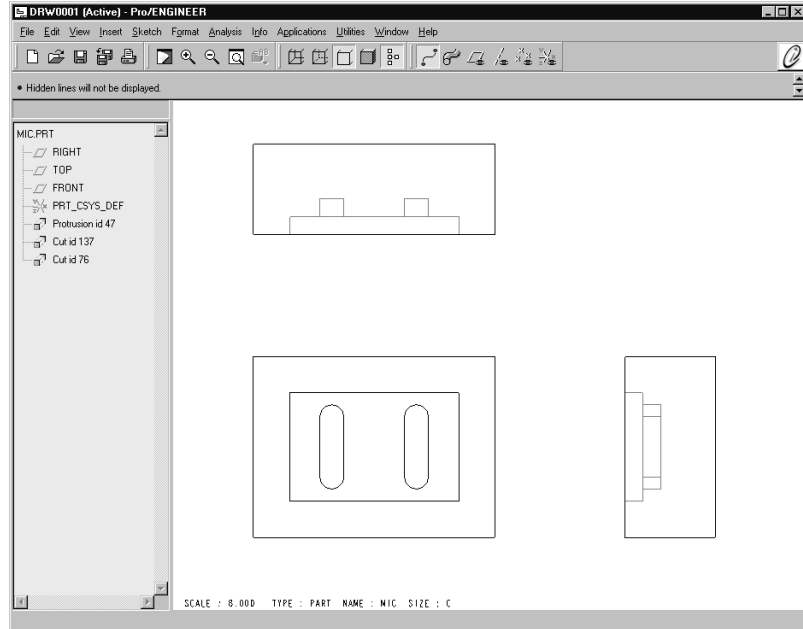 DRW0001 (Active) - Pro/ENGINEER
File Edit View Insert Sketch Format Analysis Info Applications Utilities Window Help
• Hidden lines will not be displayed.
MIC.PRT
RIGHT
TOP
FRONT
PRT_CSYS_DEF
Protrusion id 47
Cut id 137
Cut id 76
SCALE : 8.000 TYPE : PART NAME : MIC SIZE : C